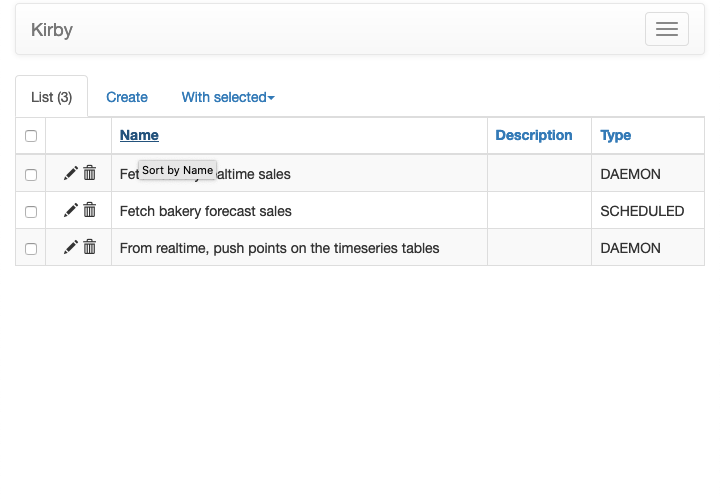 Kirby
List (3) Create With selected
Name Description Type
Sort by Name
Fet altime sales DAEMON
Fetch bakery forecast sales SCHEDULED
From realtime, push points on the timeseries tables DAEMON